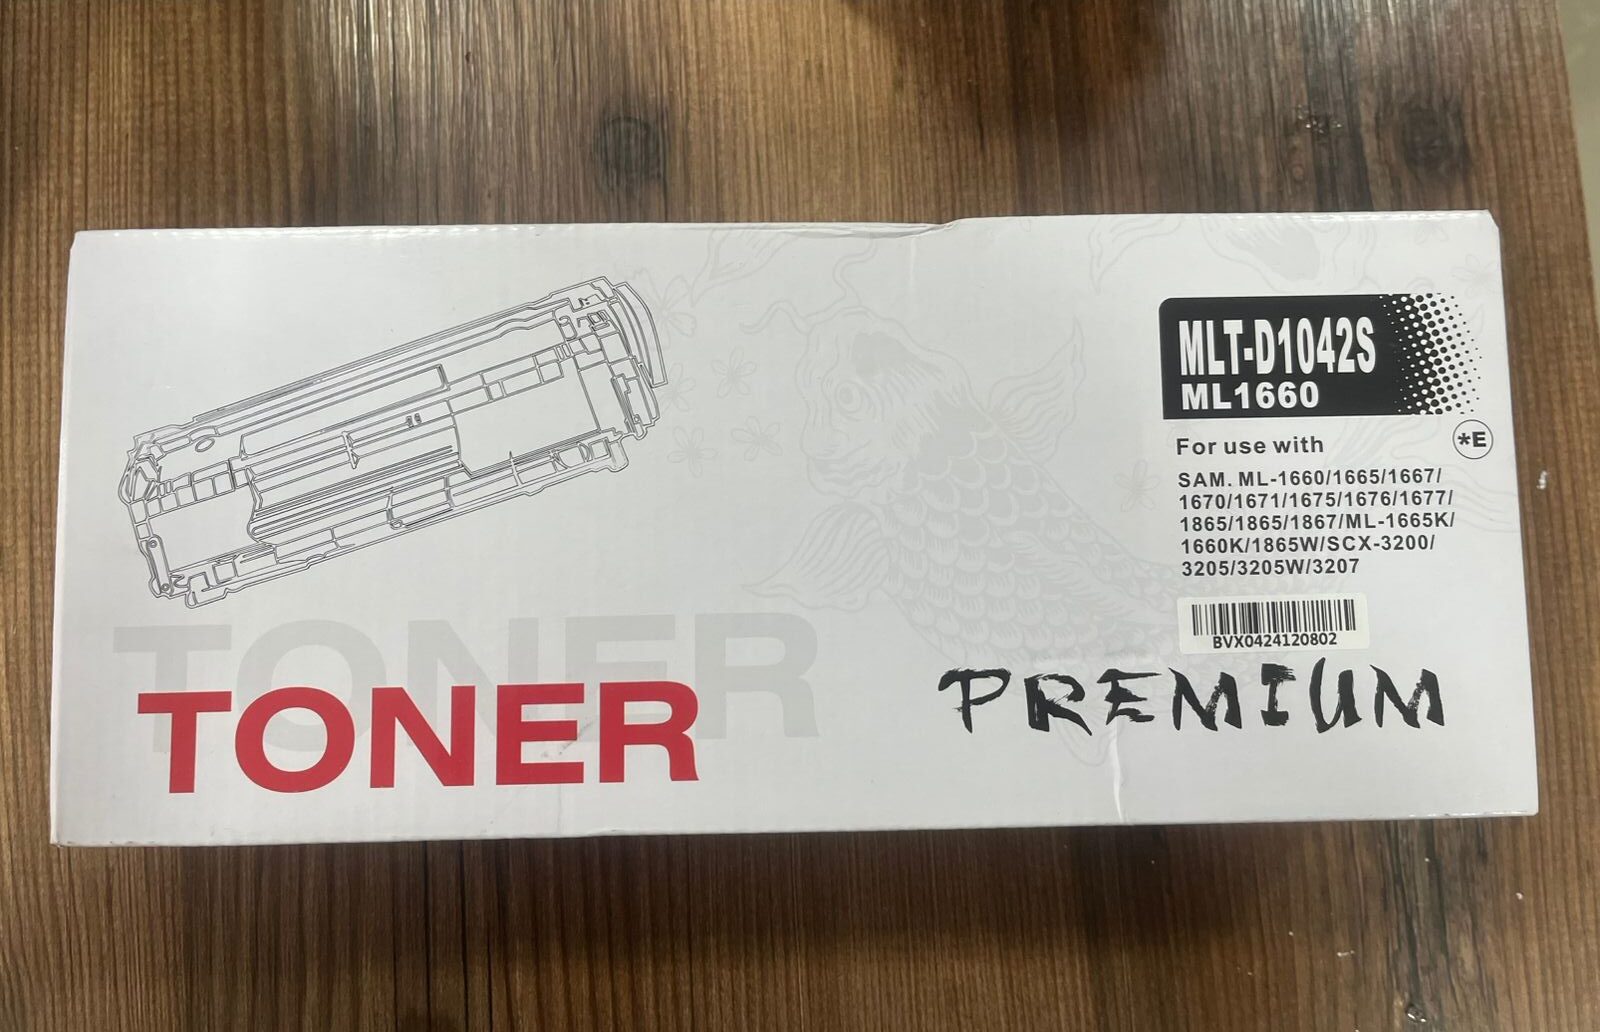 MLT-D1042S
ML1660
*E
For use with
SAM. ML-1660/1665/1667/
1670/1671/1675/1676/1677/
1865/1865/1867/ML-1665K/
1660K/1865W/SCX-3200/
3205/3205W/3207
BVX0424120802
TONER
TONER
PREMIUM